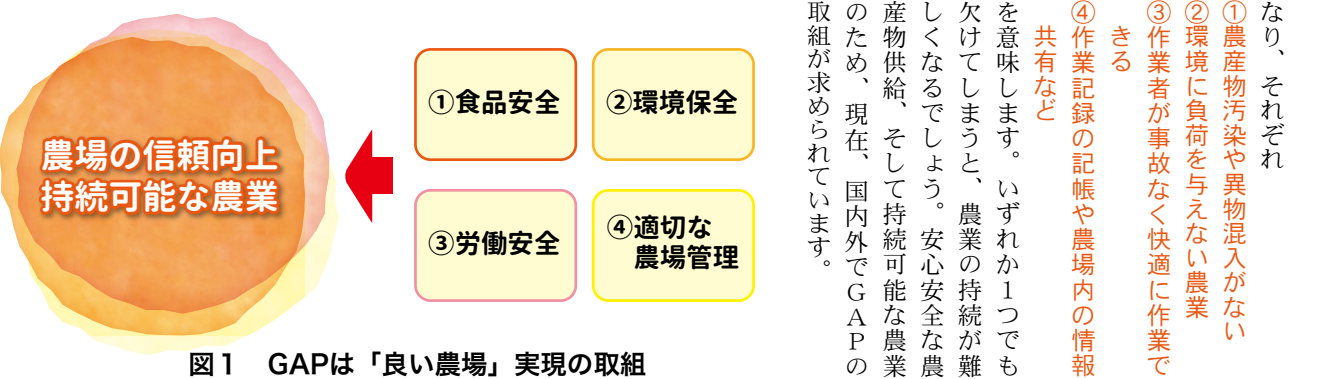 なり、それぞれ
①農産物汚染や異物混入がない
②環境に負荷を与えない農業
③作業者が事故なく快適に作業で
きる
④作業記録の記帳や農場内の情報
共有など
を意味します。いずれか１つでも
欠けてしまうと、農業の持続が難
しくなるでしょう。安心安全な農
産物供給、そして持続可能な農業
のため、現在、国内外でＧＡＰの
取組が求められています。
農場の信頼向上
持続可能な農業
①食品安全
②環境保全
③労働安全
④適切な
農場管理
図１　GAPは「良い農場」実現の取組